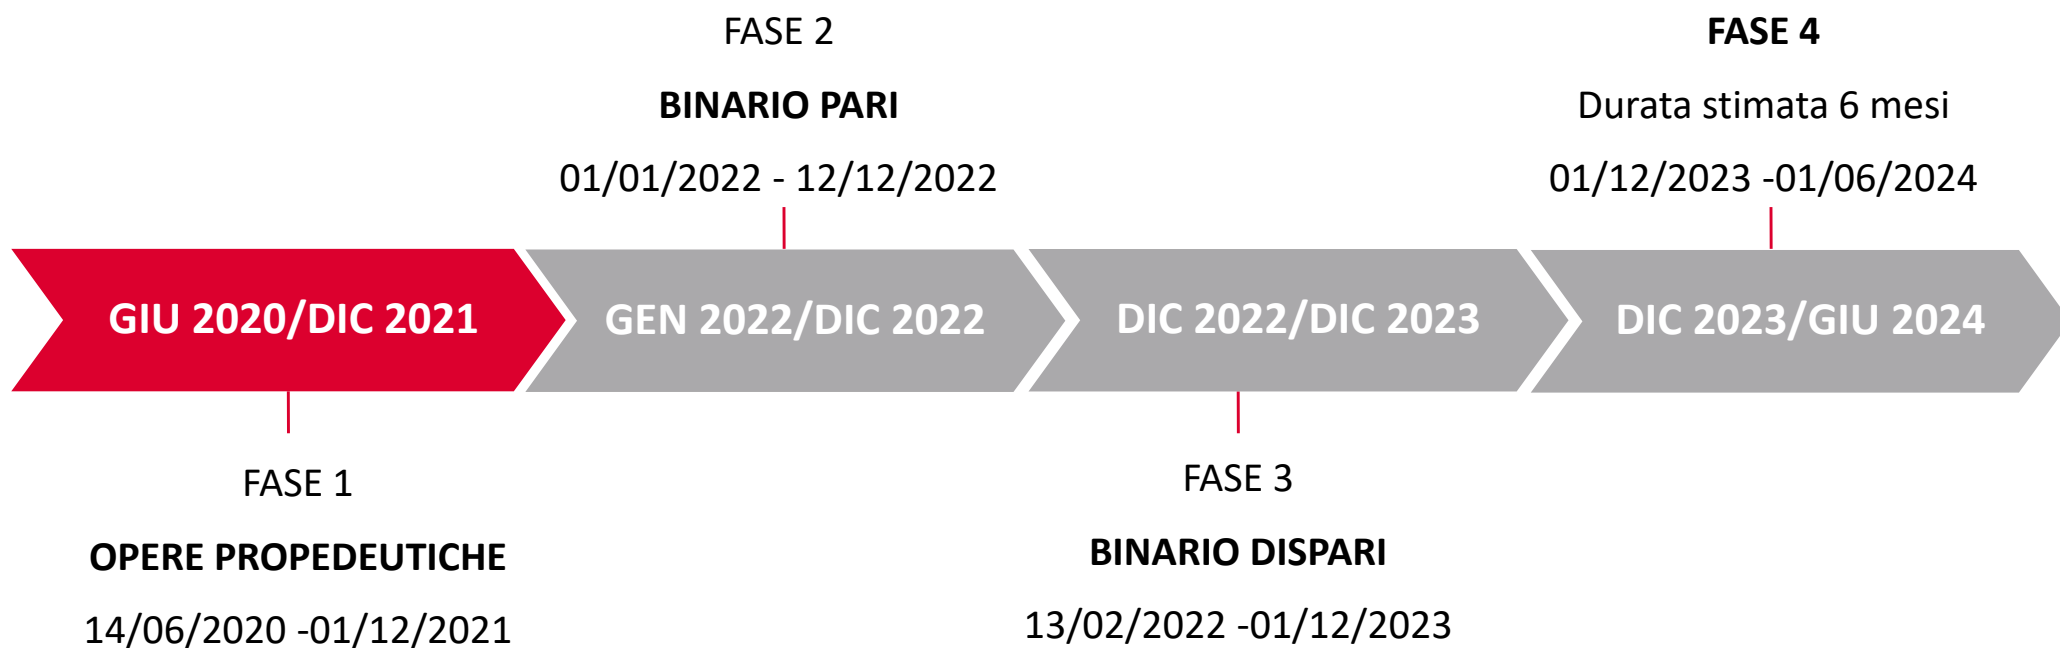 FASE 2
BINARIO PARI
01/01/2022 - 12/12/2022
FASE 4
Durata stimata 6 mesi
01/12/2023 -01/06/2024
GIU 2020/DIC 2021
GEN 2022/DIC 2022
DIC 2022/DIC 2023
DIC 2023/GIU 2024
FASE 1
OPERE PROPEDEUTICHE
14/06/2020 -01/12/2021
FASE 3
BINARIO DISPARI
13/02/2022 -01/12/2023